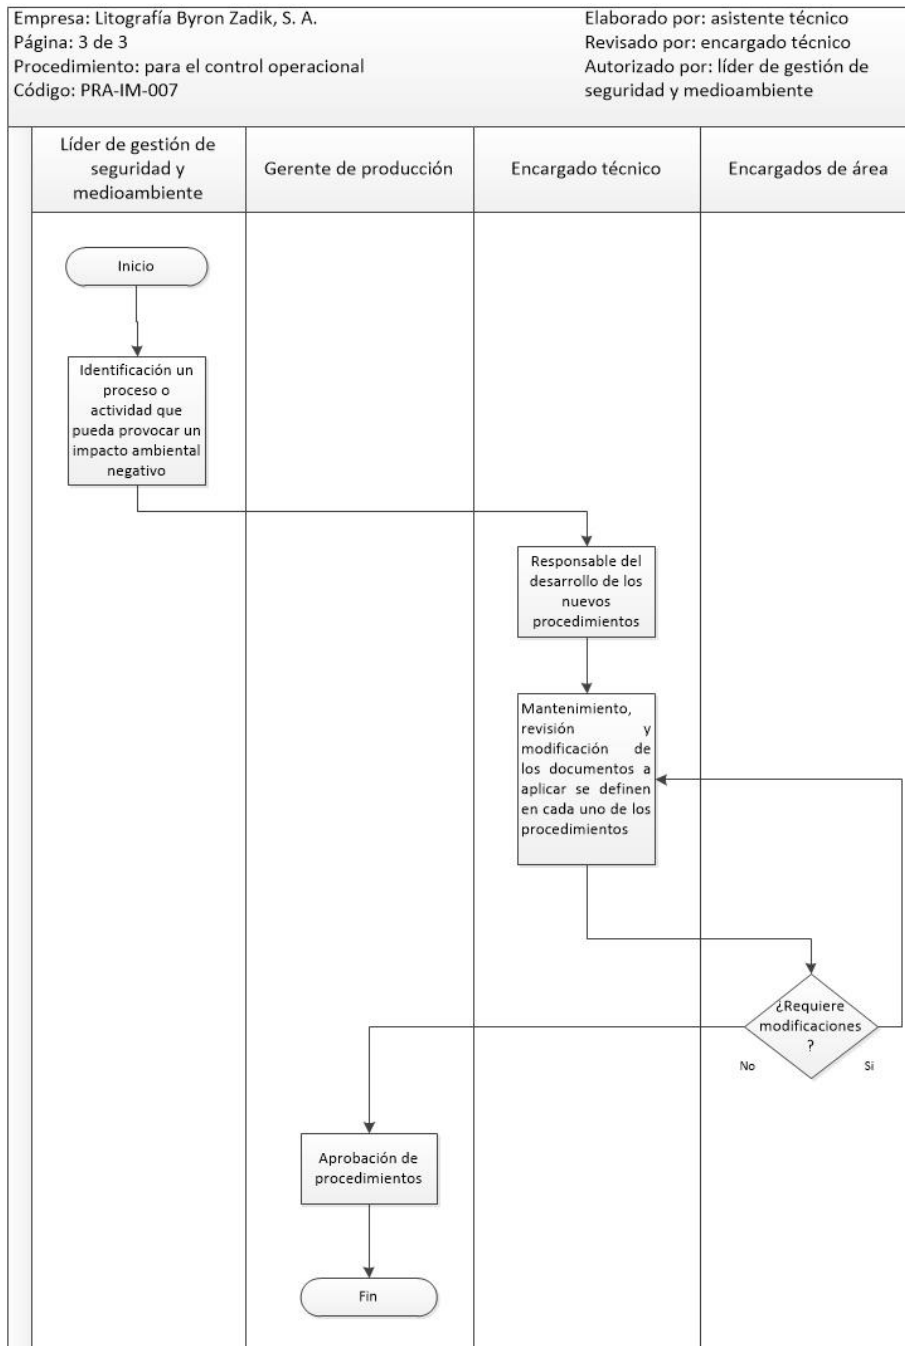 Empresa: Litografía Byron Zadik, S. A.
Página: 3 de 3
Procedimiento: para el control operacional
Código: PRA-IM-007
Elaborado por: asistente técnico
Revisado por: encargado técnico
Autorizado por: líder de gestión de
seguridad y medioambiente
Líder de gestión de
seguridad y
medioambiente
Gerente de producción
Encargado técnico
Encargados de área
Inicio
Identificación un
proceso o
actividad que
pueda provocar un
impacto ambiental
negativo
Responsable del
desarrollo de los
nuevos
procedimientos
Mantenimiento,
revisión y
modificación de
los documentos a
aplicar se definen
en cada uno de los
procedimientos
¿Requiere
modificaciones
?
No
Si
Aprobación de
procedimientos
Fin